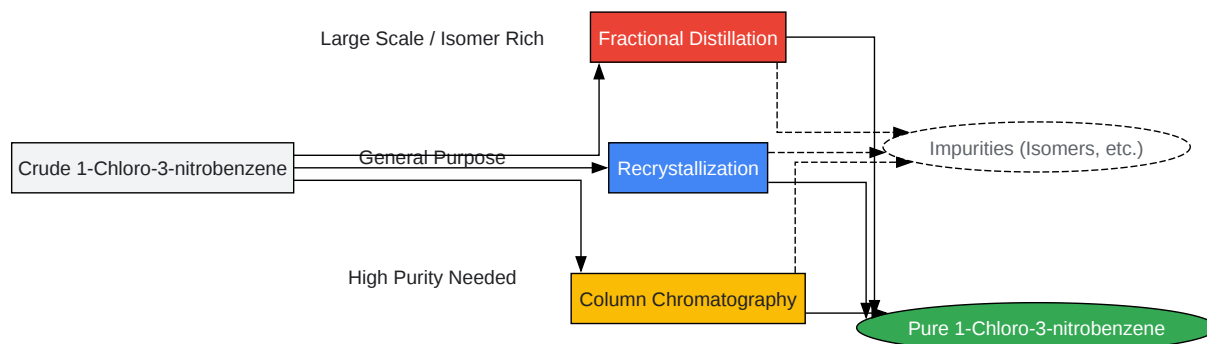 Large Scale / Isomer Rich
Fractional Distillation
Crude 1-Chloro-3-nitrobenzene
General Purpose
Recrystallization
Impurities (Isomers, etc.)
High Purity Needed
Column Chromatography
Pure 1-Chloro-3-nitrobenzene